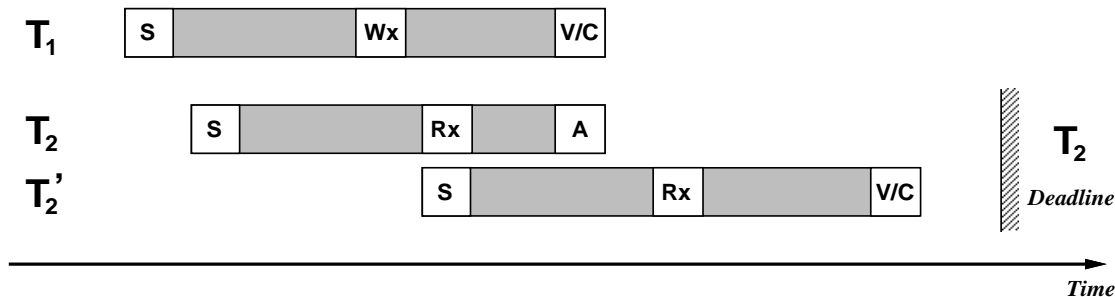 T1 S Wx V/C
T2 S Rx A T2
T2' S Rx V/C Deadline
Time